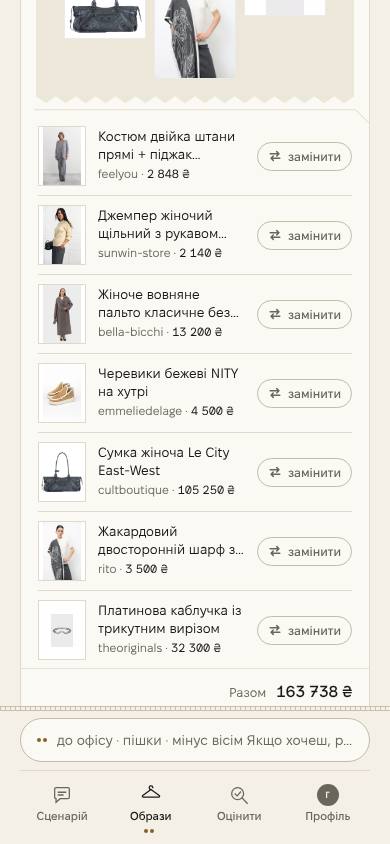 Костюм двійка штани
прямі + піджак...
feelyou · 2 848 ₴
замінити
Джемпер жіночий
щільний з рукавом...
sunwin-store · 2 140 ₴
замінити
Жіноче вовняне
пальто класичне без...
bella-bicchi · 13 200 ₴
замінити
Черевики бежеві NITY
на хутрі
emmeliedelage · 4 500 ₴
замінити
Сумка жіноча Le City
East-West
cultboutique · 105 250 ₴
замінити
Жакардовий
двосторонній шарф з...
rito · 3 500 ₴
замінити
Платинова каблучка із
трикутним вирізом
theoriginals · 32 300 ₴
замінити
Разом 163 738 ₴
до офісу · пішки · мінус вісім Якщо хочеш, р...
Сценарій Образи Оцінити Профіль